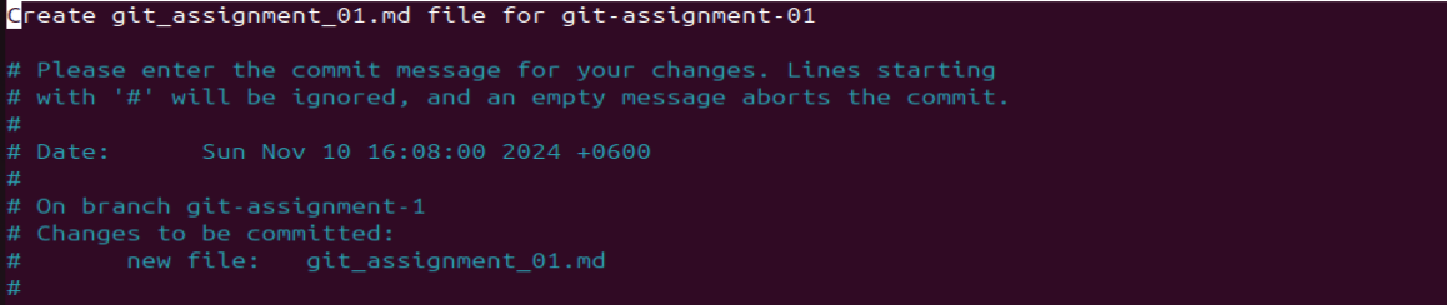 Create git_assignment_01.md file for git-assignment-01
# Please enter the commit message for your changes. Lines starting
# with '#' will be ignored, and an empty message aborts the commit.
#
# Date:      Sun Nov 10 16:08:00 2024 +0600
#
# On branch git-assignment-1
# Changes to be committed:
#       new file:   git_assignment_01.md
#